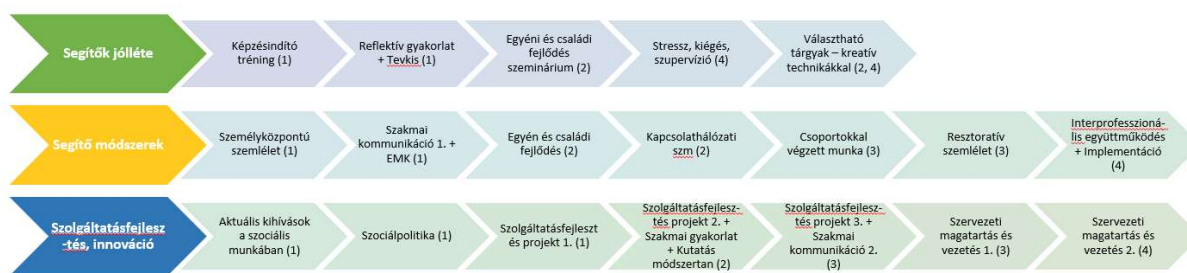 Segítők jólléte
Képzésindító
tréning (1)
Reflektív gyakorlat
+ Tevkis (1)
Egyéni és családi
fejlődés
szeminárium (2)
Stressz, kiégés,
szupervízió (4)
Választható
tárgyak – kreatív
technikákkal (2, 4)
Segítő módszerek
Személyközpontú
szemlélet (1)
Szakmai
kommunikáció 1. +
EMK (1)
Egyén és családi
fejlődés (2)
Kapcsolathálózati
szm (2)
Csoportokkal
végzett munka (3)
Resztoratív
szemlélet (3)
Interprofesszioná-
lis együttműködés
+ Implementáció
(4)
Szolgáltatásfejlesz
-tés, innováció
Aktuális kihívások
a szociális
munkában (1)
Szociálpolitika (1)
Szolgáltatásfejleszt
és projekt 1. (1)
Szolgáltatásfejlesz-
tés projekt 2. +
Szakmai gyakorlat
+ Kutatás
módszertan (2)
Szolgáltatásfejlesz-
tés projekt 3. +
Szakmai
kommunikáció 2.
(3)
Szervezeti
magatartás és
vezetés 1. (3)
Szervezeti
magatartás és
vezetés 2. (4)